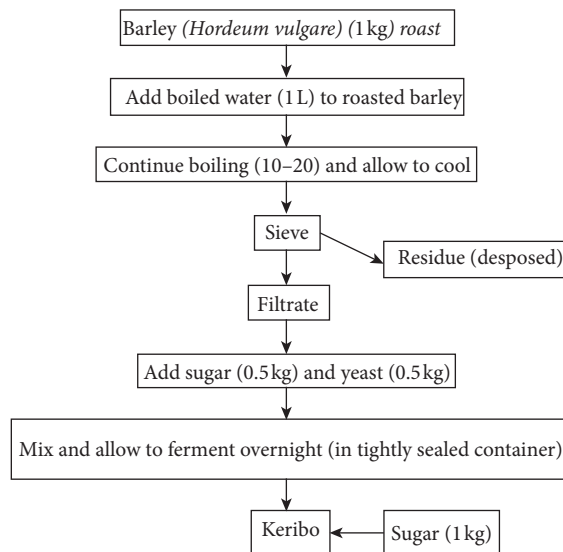 Barley (Hordeum vulgare) (1 kg) roast
Add boiled water (1 L) to roasted barley
Continue boiling (10–20) and allow to cool
Sieve
Residue (desposed)
Filtrate
Add sugar (0.5 kg) and yeast (0.5 kg)
Mix and allow to ferment overnight (in tightly sealed container)
Keribo
Sugar (1 kg)